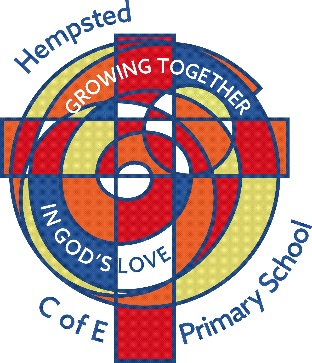 Hempsted
GROWING TOGETHER
IN GOD'S LOVE
C of E
Primary School